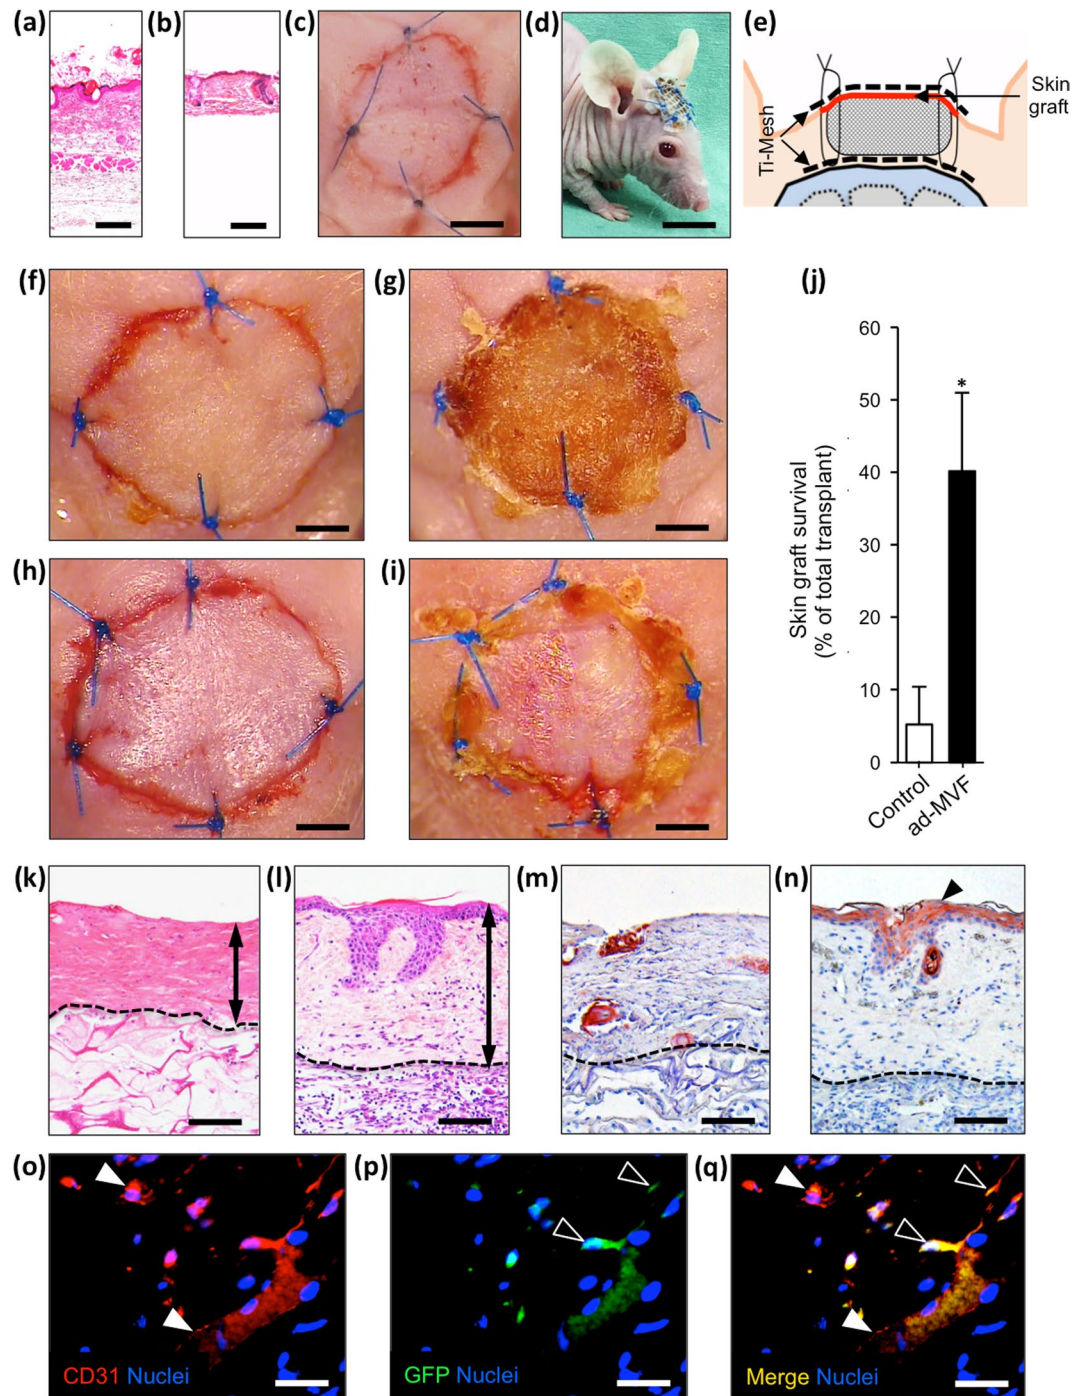 (a)
(b)
(c)
(d)
(e)
Skin
graft
Ti-Mesh
(f)
(g)
(j)
60
50
40
30
20
10
0
*
Skin graft survival
(% of total transplant)
Control
ad-MVF
(h)
(i)
(k)
(l)
(m)
(n)
(o)
(p)
(q)
CD31 Nuclei
GFP Nuclei
Merge Nuclei